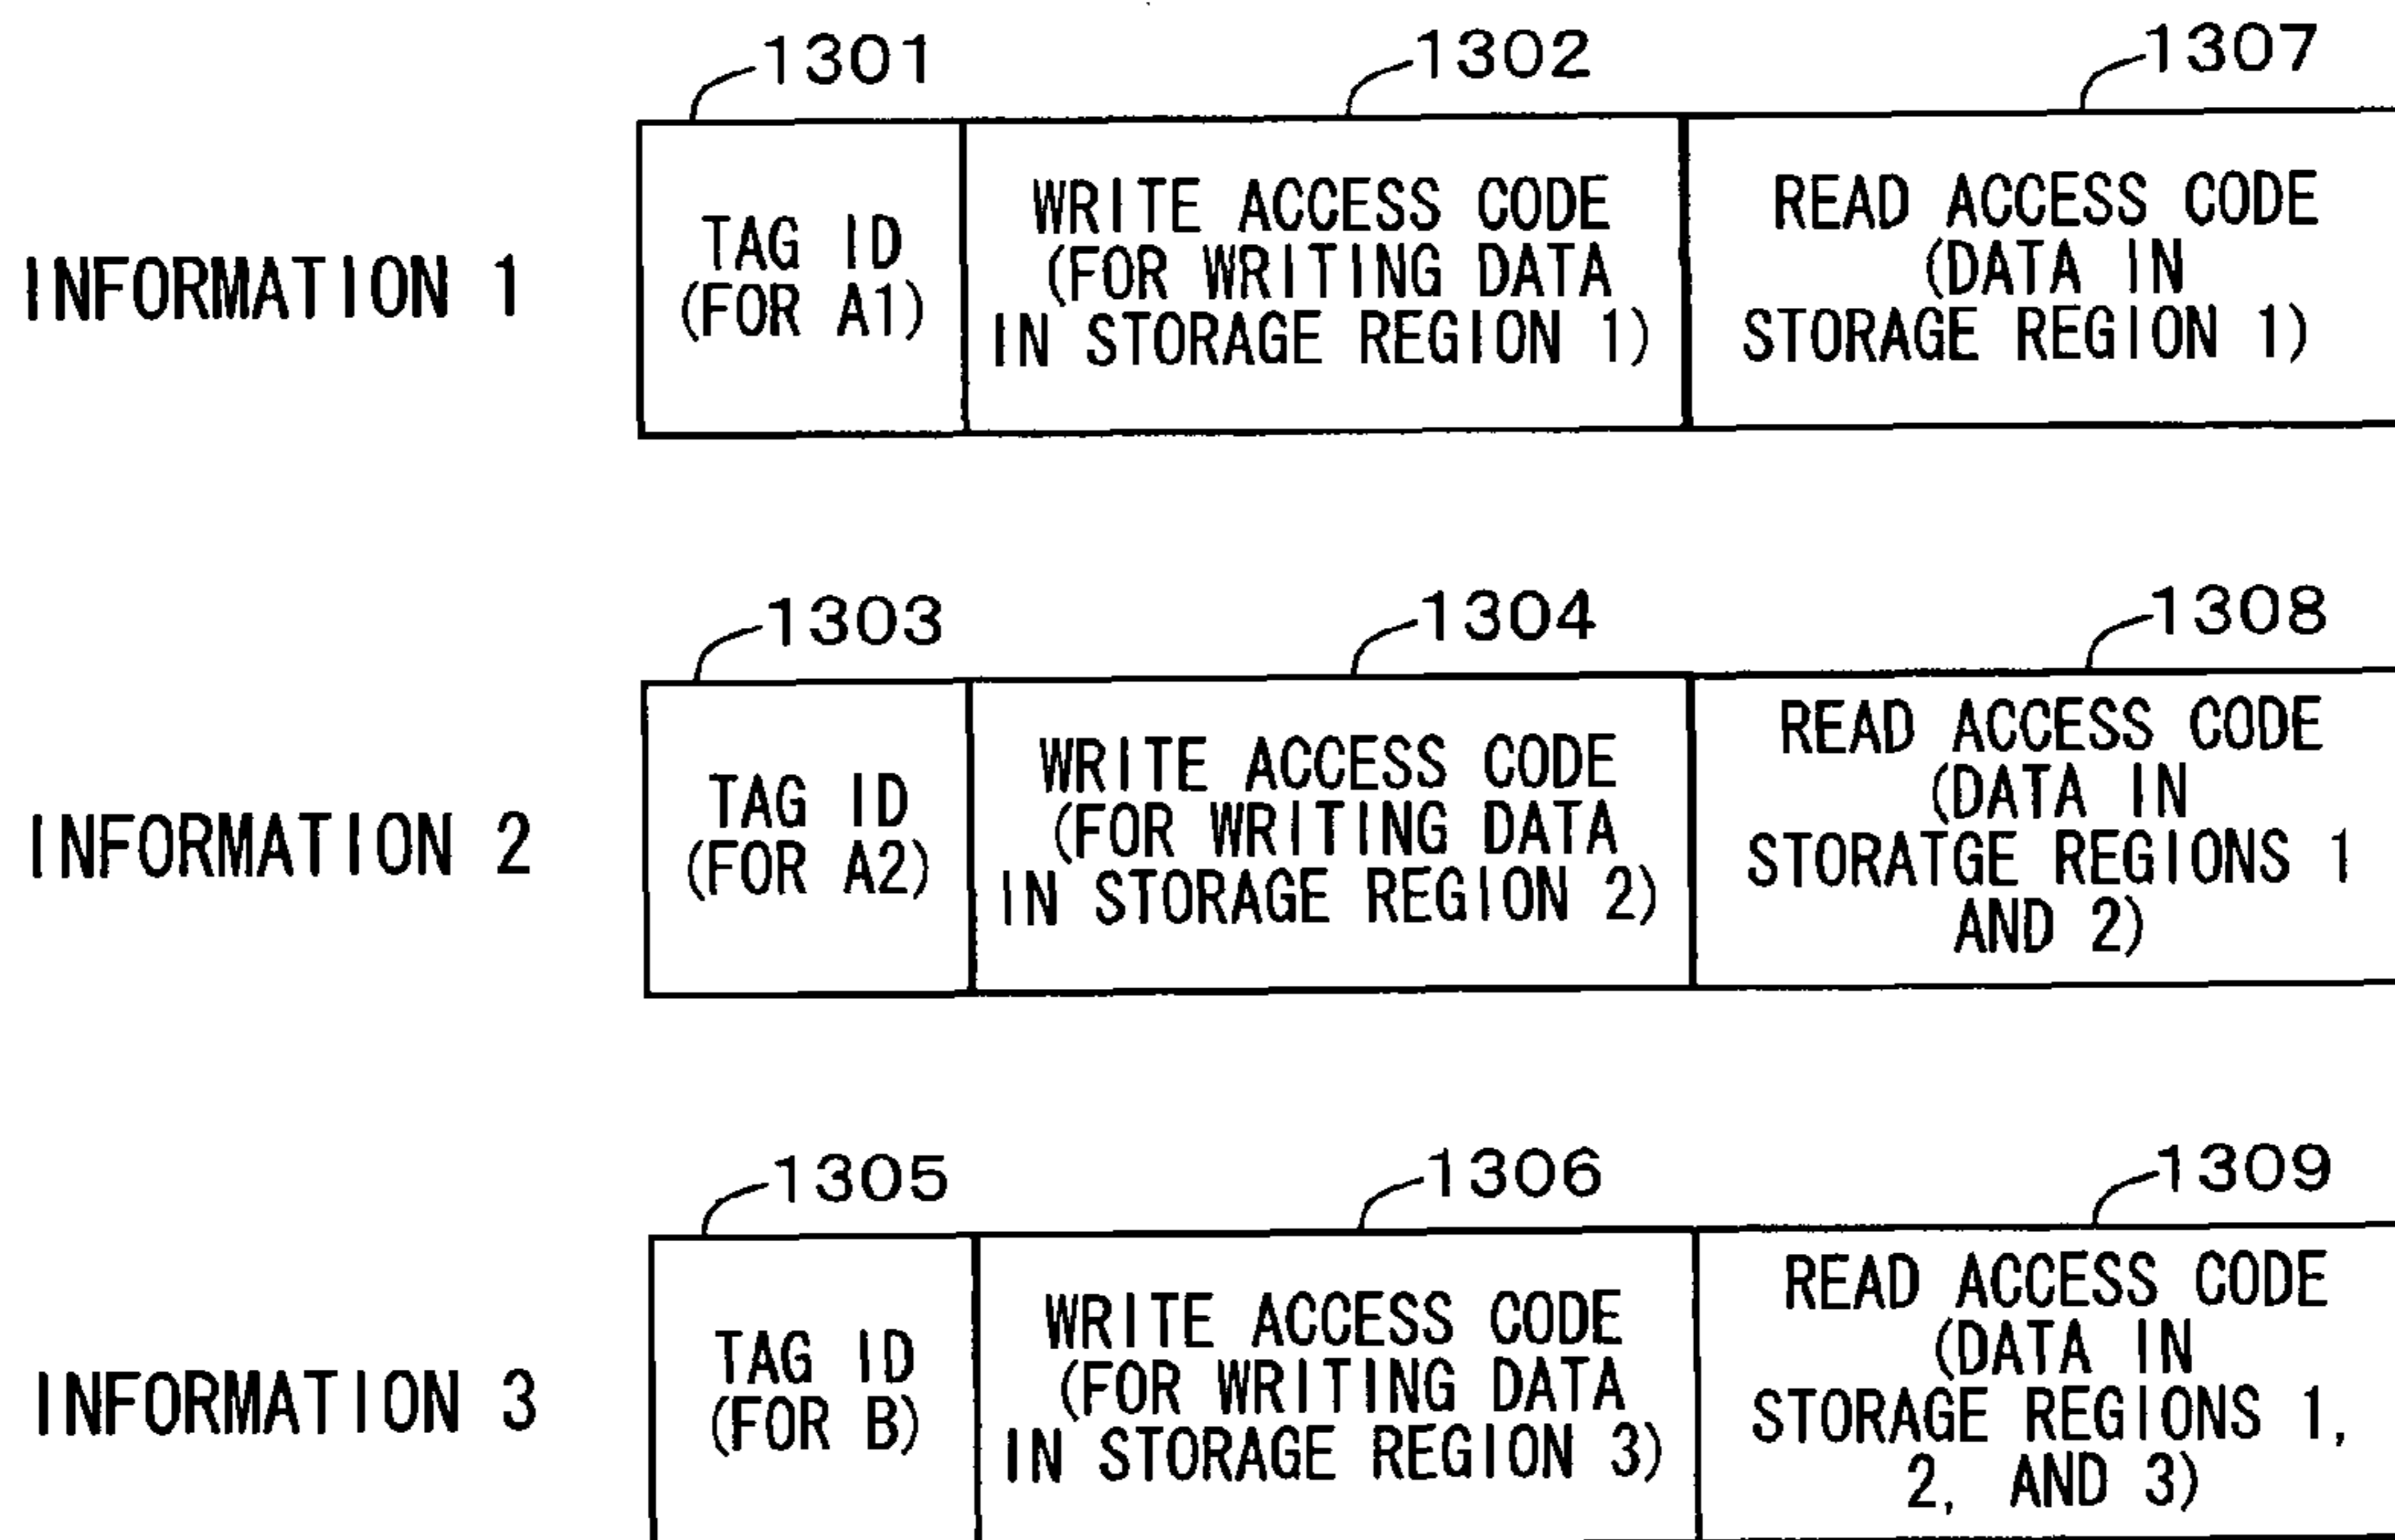 1301
1302
1307
INFORMATION 1
TAG ID
(FOR A1)
WRITE ACCESS CODE
(FOR WRITING DATA
IN STORAGE REGION 1)
READ ACCESS CODE
(DATA IN
STORAGE REGION 1)
1303
1304
1308
INFORMATION 2
TAG ID
(FOR A2)
WRITE ACCESS CODE
(FOR WRITING DATA
IN STORAGE REGION 2)
READ ACCESS CODE
(DATA IN
STORATGE REGIONS 1
AND 2)
1305
1306
1309
INFORMATION 3
TAG ID
(FOR B)
WRITE ACCESS CODE
(FOR WRITING DATA
IN STORAGE REGION 3)
READ ACCESS CODE
(DATA IN
STORAGE REGIONS 1,
2, AND 3)